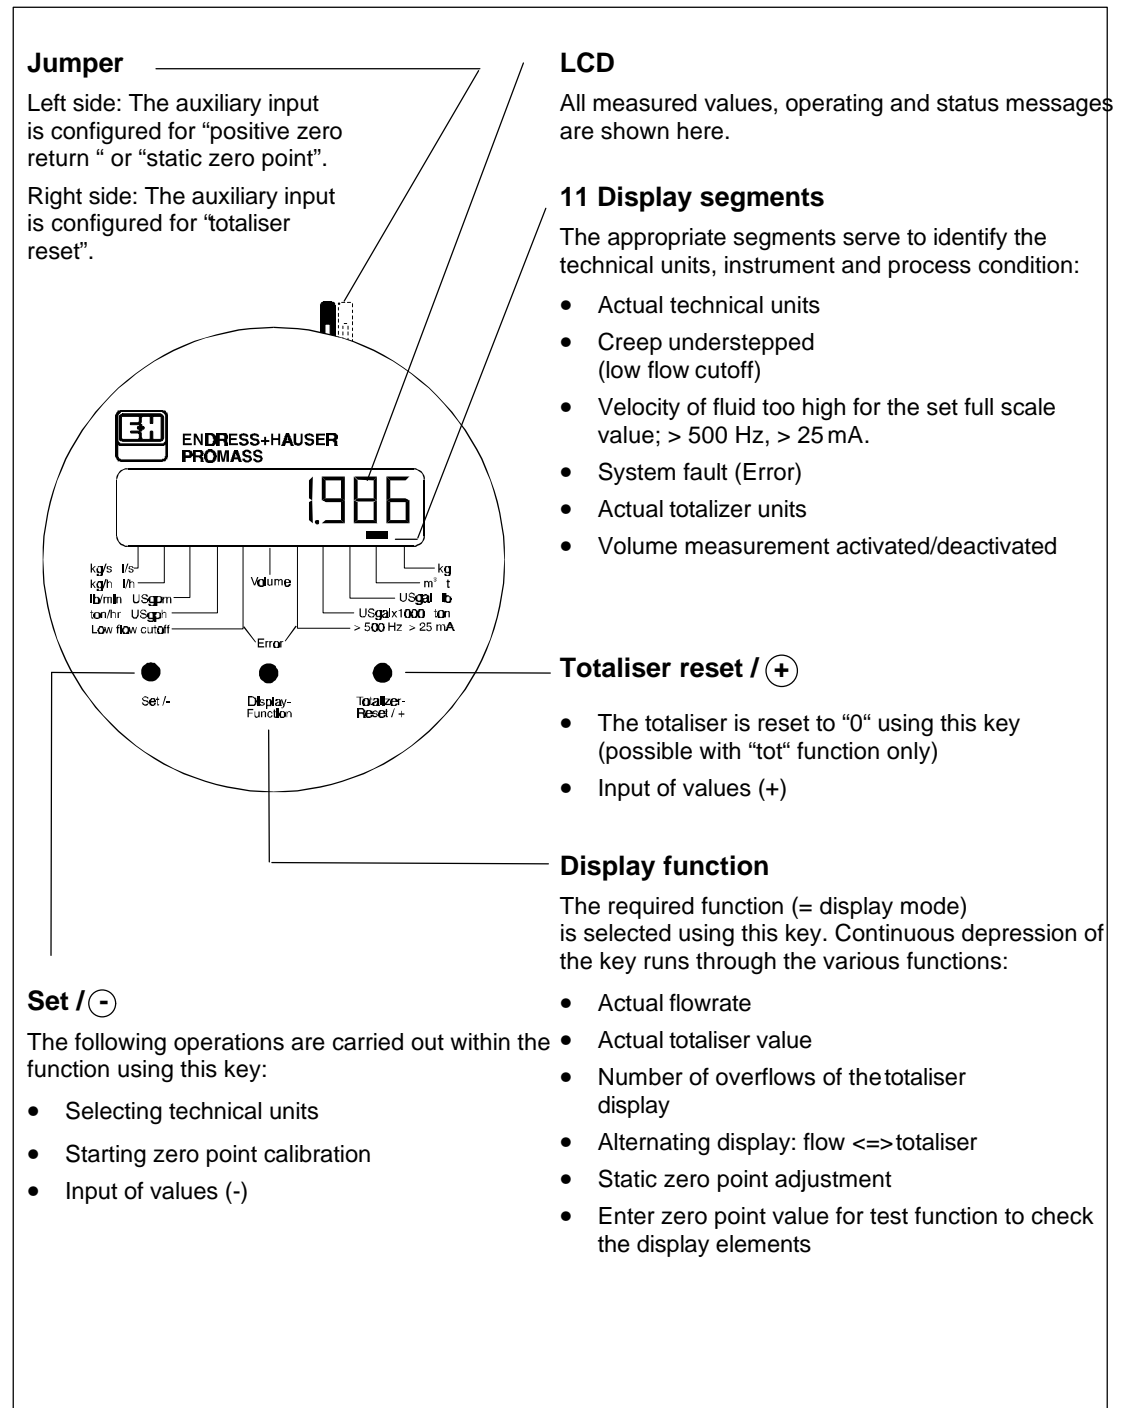 Jumper
Left side: The auxiliary input
is configured for “positive zero
return “ or “static zero point”.
Right side: The auxiliary input
is configured for “totaliser
reset”.
LCD
All measured values, operating and status messages
are shown here.
11 Display segments
The appropriate segments serve to identify the
technical units, instrument and process condition:
• Actual technical units
• Creep understepped
(low flow cutoff)
• Velocity of fluid too high for the set full scale
value; > 500 Hz, > 25 mA.
• System fault (Error)
• Actual totalizer units
• Volume measurement activated/deactivated
E+H
ENDRESS+HAUSER
PROMASS
1.986
kg/s l/s
kg/h l/h
lb/min USgpm
ton/hr USgph
Low flow cutoff
Volume
Error
kg
m³ t
USgal lb
USgalx1000 ton
> 500 Hz > 25 mA
Set /-
Display-
Function
Totalizer-
Reset / +
Totaliser reset / +
• The totaliser is reset to “0“ using this key
(possible with “tot“ function only)
• Input of values (+)
Display function
The required function (= display mode)
is selected using this key. Continuous depression of
the key runs through the various functions:
• Actual flowrate
• Actual totaliser value
• Number of overflows of the totaliser
display
• Alternating display: flow <=> totaliser
• Static zero point adjustment
• Enter zero point value for test function to check
the display elements
Set / -
The following operations are carried out within the
function using this key:
• Selecting technical units
• Starting zero point calibration
• Input of values (-)